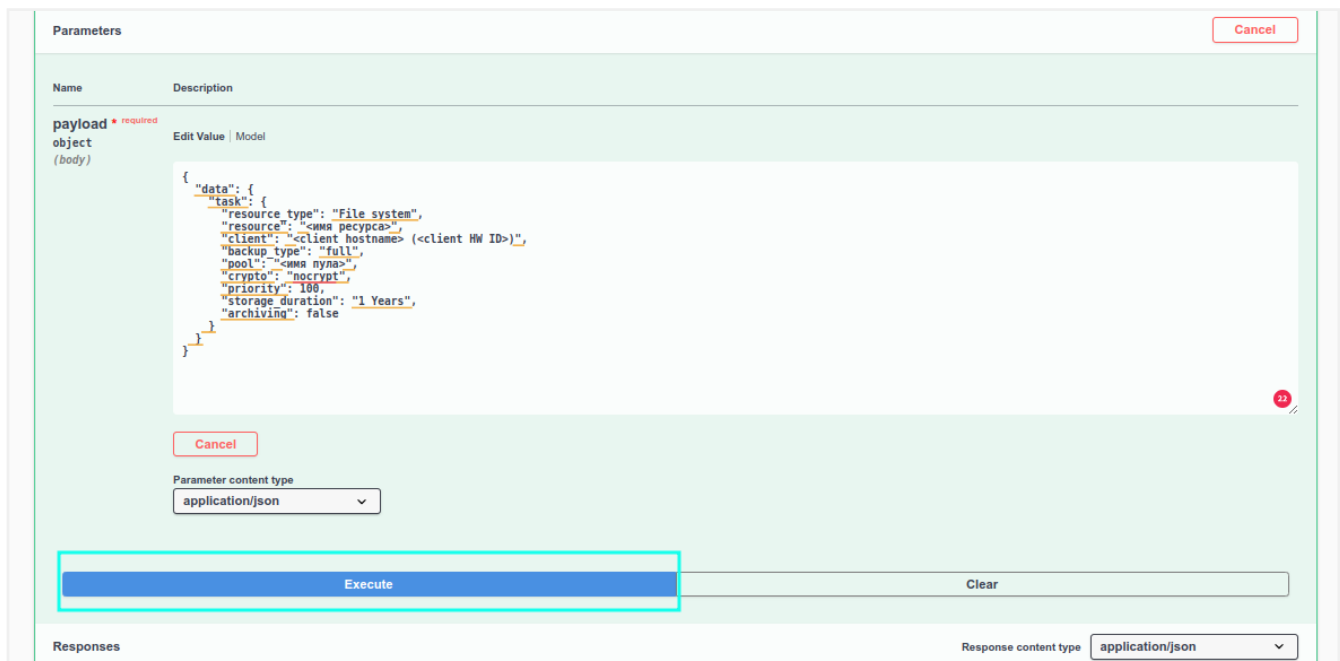 Parameters
Cancel
Name Description
payload * required
object
(body)
Edit Value | Model
{
"data": {
"task": {
"resource_type": "File system",
"resource": "<имя ресурса>",
"client": "<client hostname> (<client HW ID>)",
"backup_type": "full",
"pool": "<имя пула>",
"crypto": "nocrypt",
"priority": 100,
"storage_duration": "1 Years",
"archiving": false
}
}
}
22
Cancel
Parameter content type
application/json
Execute Clear
Responses Response content type application/json